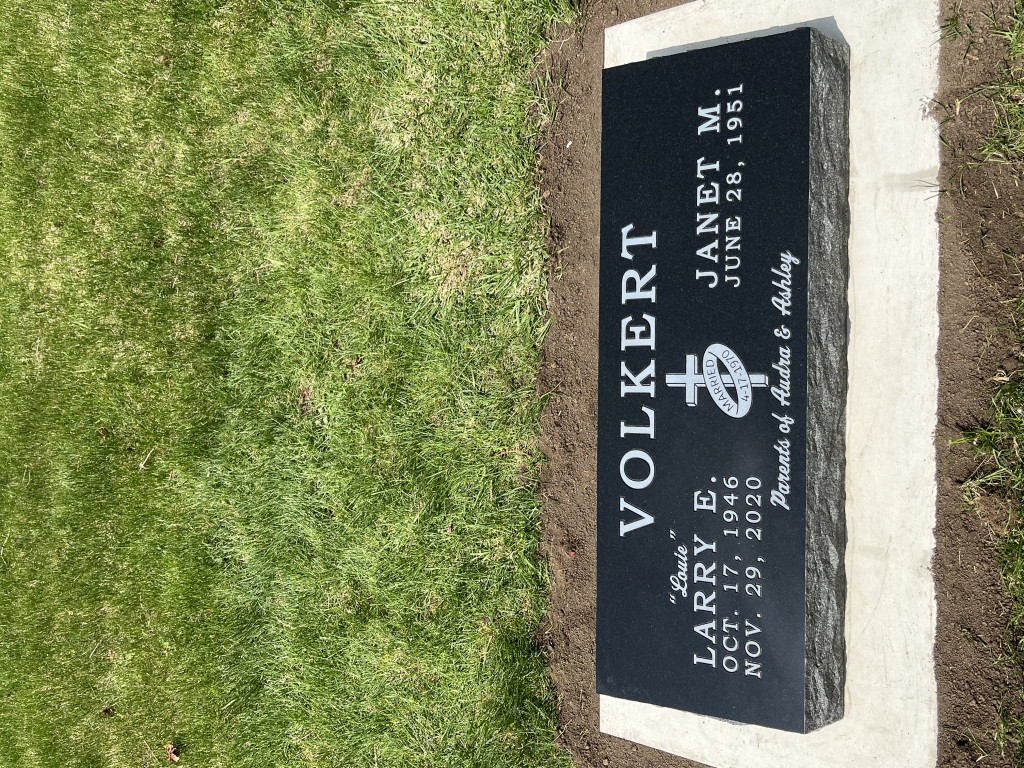 VOLKERT
"Louie"
LARRY E.
OCT. 17, 1946
NOV. 29, 2020
MARRIED
4-17-1970
JANET M.
JUNE 28, 1951
Parents of Audra & Ashley